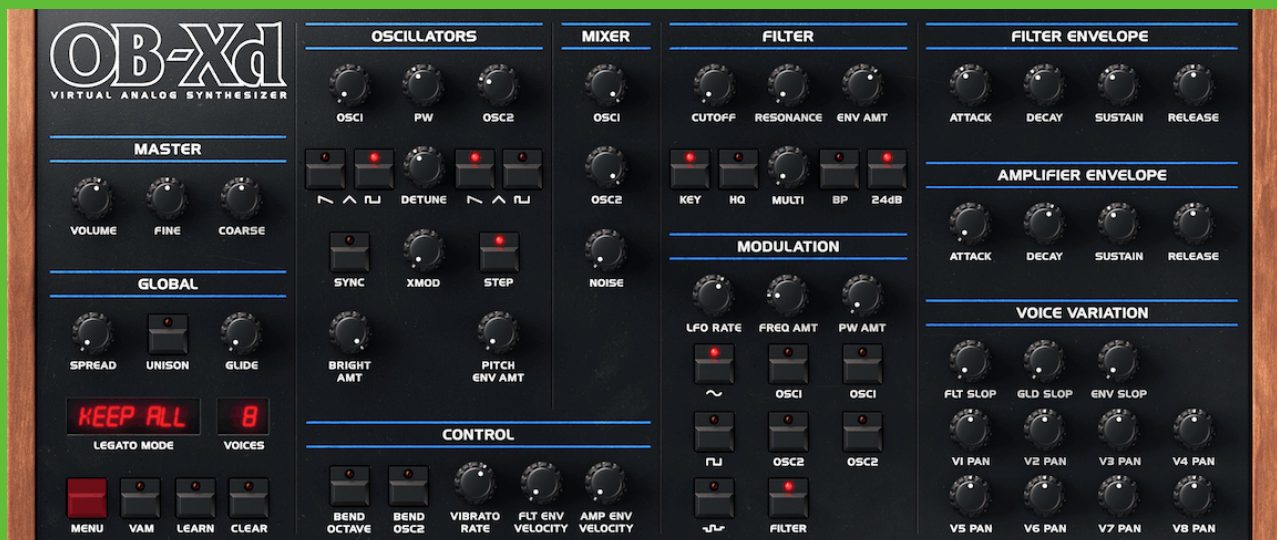 OB-Xd
VIRTUAL ANALOG SYNTHESIZER
MASTER
VOLUME FINE COARSE
GLOBAL
SPREAD UNISON GLIDE
KEEP ALL 8
LEGATO MODE VOICES
MENU VAM LEARN CLEAR
OSCILLATORS
OSC1 PW OSC2
DETUNE
SYNC XMOD STEP
BRIGHT AMT
PITCH ENV AMT
MIXER
OSC1
OSC2
NOISE
CONTROL
BEND OCTAVE
BEND OSC2
VIBRATO RATE
FLT ENV VELOCITY
AMP ENV VELOCITY
FILTER
CUTOFF RESONANCE ENV AMT
KEY HQ MULTI BP 24dB
MODULATION
LFO RATE FREQ AMT PW AMT
OSC1 OSC1
OSC2 OSC2
FILTER
FILTER ENVELOPE
ATTACK DECAY SUSTAIN RELEASE
AMPLIFIER ENVELOPE
ATTACK DECAY SUSTAIN RELEASE
VOICE VARIATION
FLT SLOP GLD SLOP ENV SLOP
V1 PAN V2 PAN V3 PAN V4 PAN
V5 PAN V6 PAN V7 PAN V8 PAN